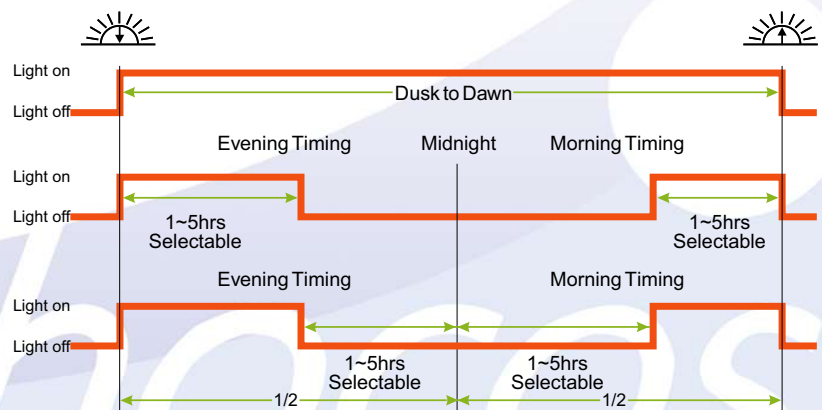 Light on
Dusk to Dawn
Light off
Evening Timing Midnight Morning Timing
Light on
Light off
1~5hrs
Selectable
1~5hrs
Selectable
Evening Timing Morning Timing
Light on
Light off
1~5hrs
Selectable
1~5hrs
Selectable
1/2 1/2
hocos